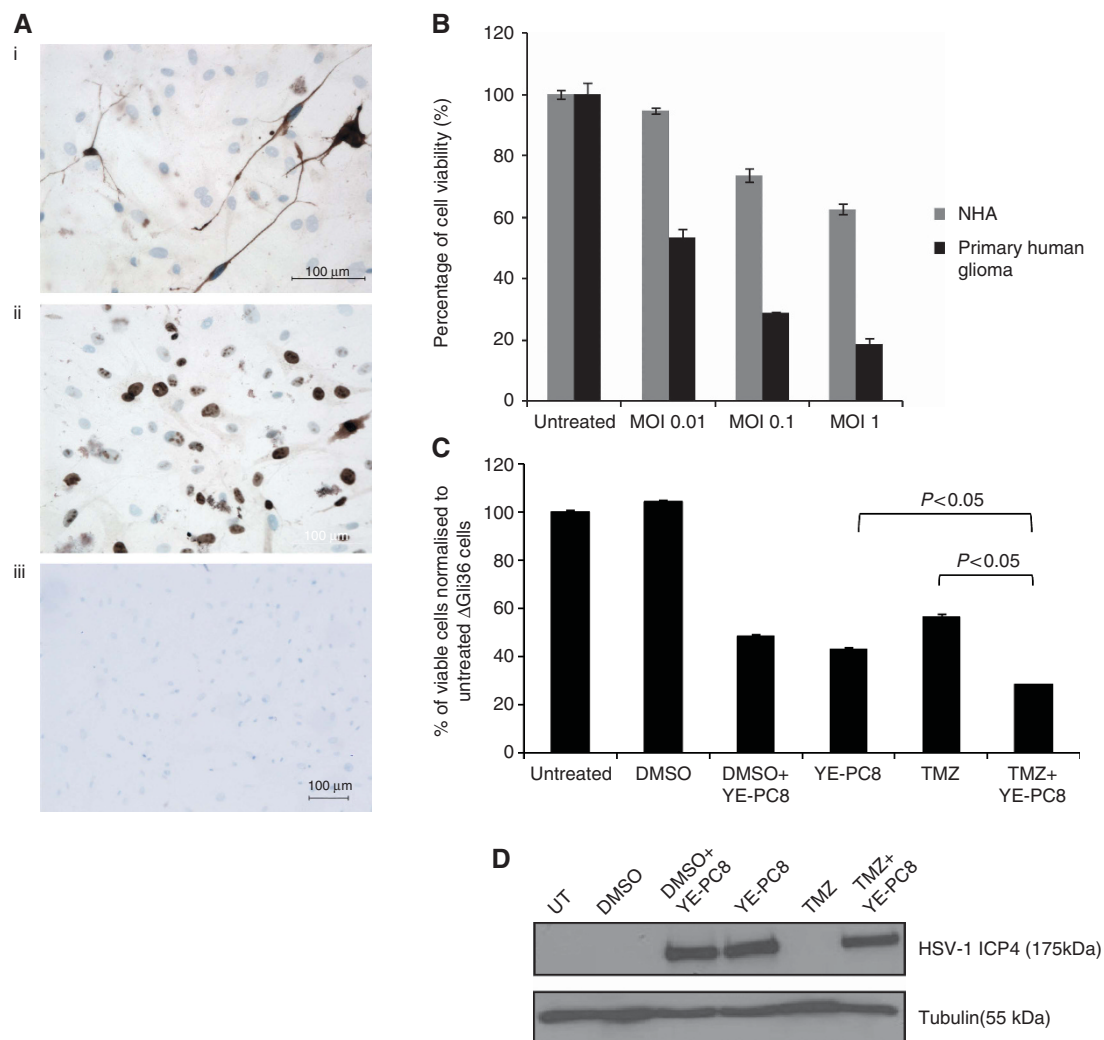 A
i
100 μm
ii
100 μm
iii
100 μm
B
Percentage of cell viability (%)
120
100
80
60
40
20
0
Untreated
MOI 0.01
MOI 0.1
MOI 1
NHA
Primary human
glioma
C
% of viable cells normalised to
untreated ΔGli36 cells
120
100
80
60
40
20
0
P<0.05
P<0.05
Untreated
DMSO
DMSO+
YE-PC8
YE-PC8
TMZ
TMZ+
YE-PC8
D
UT
DMSO
DMSO+
YE-PC8
YE-PC8
TMZ
TMZ+
YE-PC8
HSV-1 ICP4 (175kDa)
Tubulin(55 kDa)